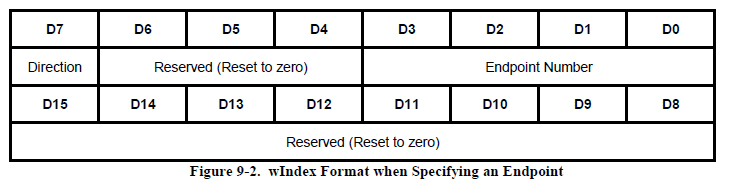 D7 D6 D5 D4 D3 D2 D1 D0
Direction Reserved (Reset to zero) Endpoint Number
D15 D14 D13 D12 D11 D10 D9 D8
Reserved (Reset to zero)
Figure 9-2. wIndex Format when Specifying an Endpoint